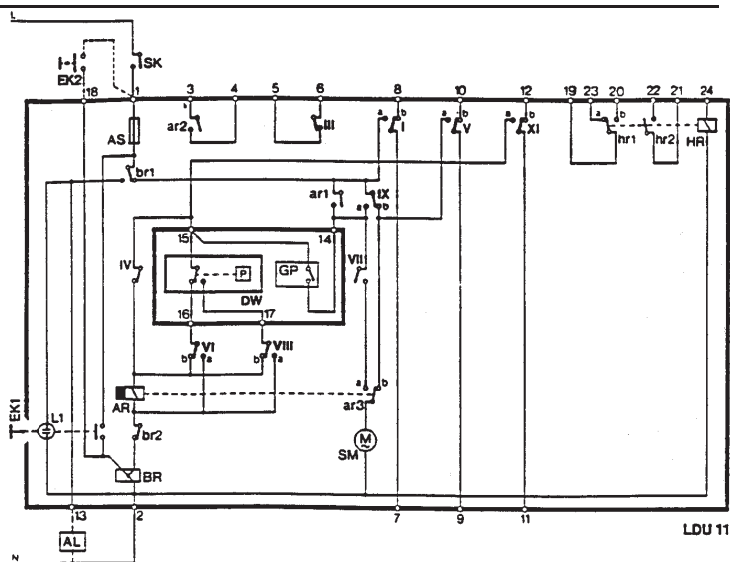 L
EK2
SK
18 1 3 4 5 6 8 10 12 19 23 20 22 21 24
AS
ar2
III
a b I
a b V
a b XI
a b hr1
hr2
HR
br1
ar1
IX
a b
15 14
IV
P
GP
VII
DW
16 17
VI
VIII
b a b a
a b
AR
ar3
EK1
L1
br2
M
SM
BR
13 2 7 9 11
AL
LDU 11
N